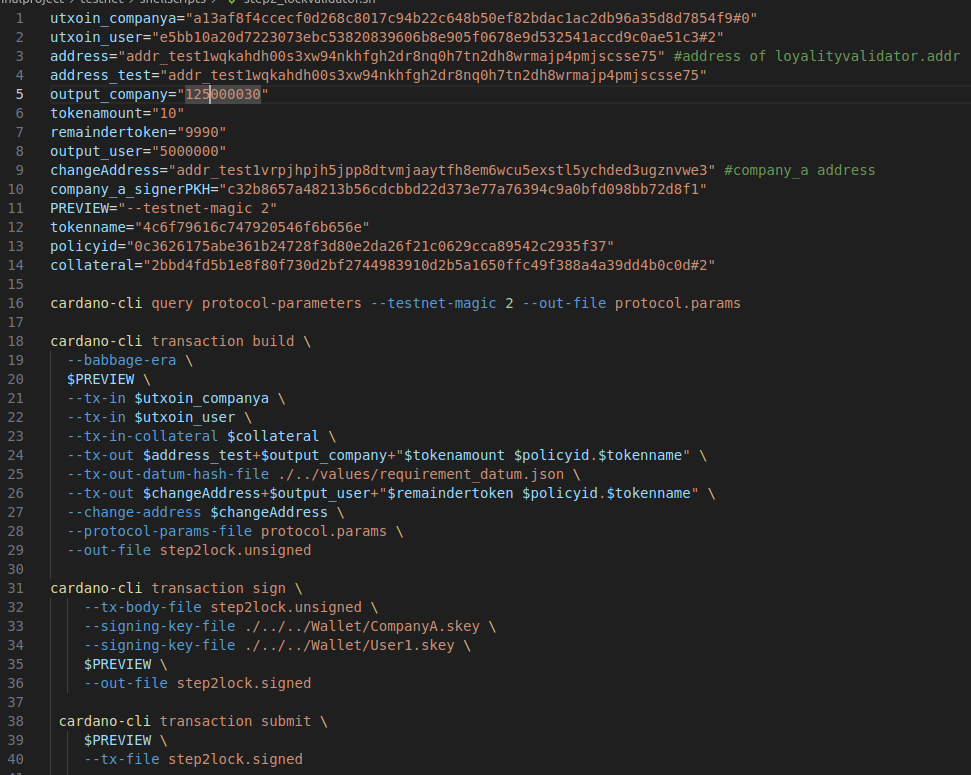 step2_lockvalidator.sh
1 utxoin_companya="a13af8f4ccecf0d268c8017c94b22c648b50ef82bdac1ac2db96a35d8d7854f9#0"
2 utxoin_user="e5bb10a20d7223073ebc53820839606b8e905f0678e9d532541accd9c0ae51c3#2"
3 address="addr_test1wqkahdh00s3xw94nkhfgh2dr8nq0h7tn2dh8wrmajp4pmjscsse75" #address of loyalityvalidator.addr
4 address_test="addr_test1wqkahdh00s3xw94nkhfgh2dr8nq0h7tn2dh8wrmajp4pmjscsse75"
5 output_company="125000030"
6 tokenamount="10"
7 remaindertoken="9990"
8 output_user="5000000"
9 changeAddress="addr_test1vrpjhpjh5jpp8dtvmjaaytfh8em6wcu5exstl5ychded3ugznvwe3" #company_a address
10 company_a_signerPKH="c32b8657a48213b56cdcbbd22d373e77a76394c9a0bfd098bb72d8f1"
11 PREVIEW="--testnet-magic 2"
12 tokenname="4c6f79616c747920546f6b656e"
13 policyid="0c3626175abe361b24728f3d80e2da26f21c0629cca89542c2935f37"
14 collateral="2bbd4fd5b1e8f80f730d2bf2744983910d2b5a1650ffc49f388a4a39dd4b0c0d#2"
15
16 cardano-cli query protocol-parameters --testnet-magic 2 --out-file protocol.params
17
18 cardano-cli transaction build \
19 --babbage-era \
20 $PREVIEW \
21 --tx-in $utxoin_companya \
22 --tx-in $utxoin_user \
23 --tx-in-collateral $collateral \
24 --tx-out $address_test+$output_company+"$tokenamount $policyid.$tokenname" \
25 --tx-out-datum-hash-file ./../values/requirement_datum.json \
26 --tx-out $changeAddress+$output_user+"$remaindertoken $policyid.$tokenname" \
27 --change-address $changeAddress \
28 --protocol-params-file protocol.params \
29 --out-file step2lock.unsigned
30
31 cardano-cli transaction sign \
32 --tx-body-file step2lock.unsigned \
33 --signing-key-file ./../../Wallet/CompanyA.skey \
34 --signing-key-file ./../../Wallet/User1.skey \
35 $PREVIEW \
36 --out-file step2lock.signed
37
38 cardano-cli transaction submit \
39 $PREVIEW \
40 --tx-file step2lock.signed